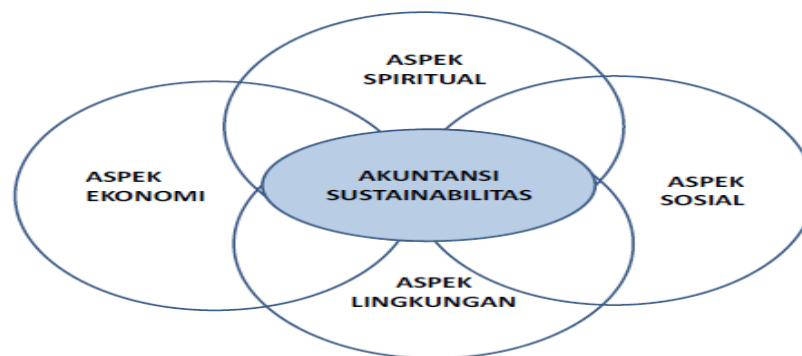 ASPEK
SPIRITUAL
ASPEK
EKONOMI
AKUNTANSI
SUSTAINABILITAS
ASPEK
SOSIAL
ASPEK
LINGKUNGAN